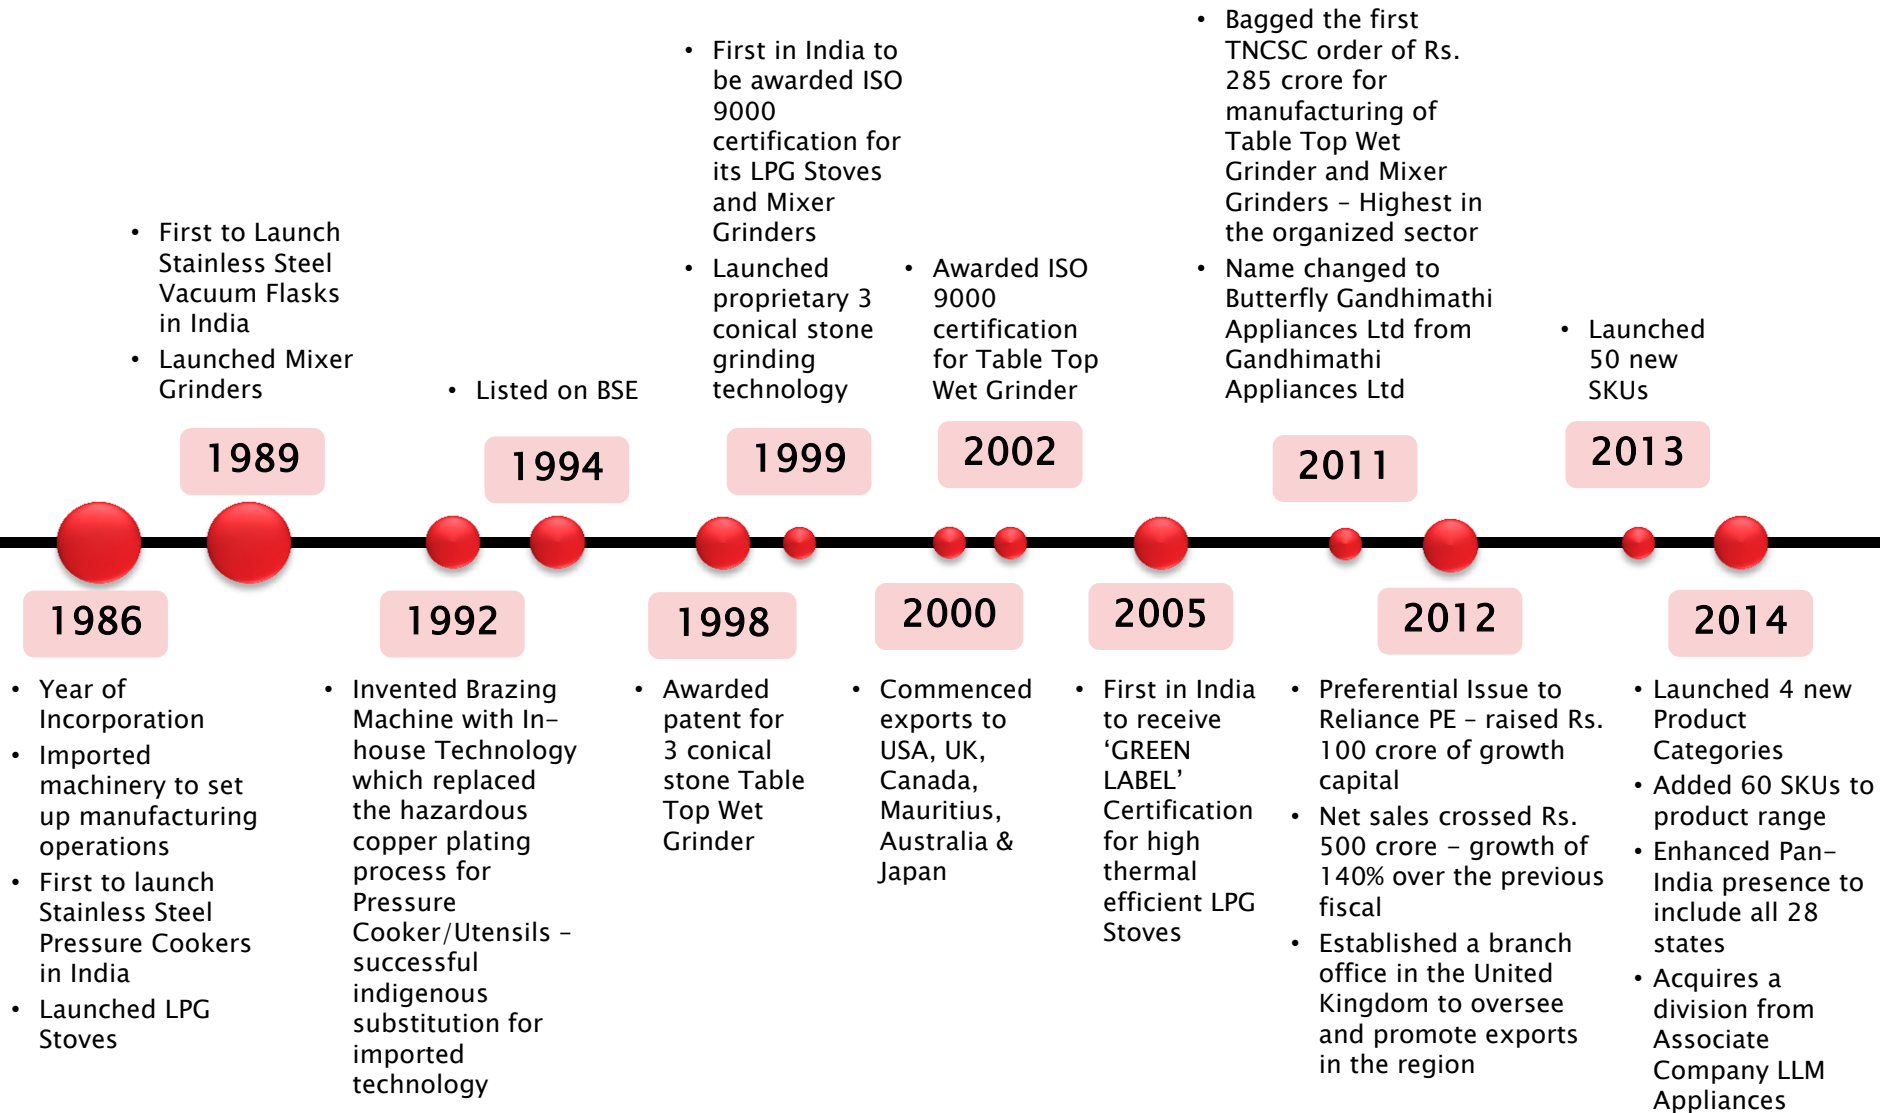 • First to Launch
Stainless Steel
Vacuum Flasks
in India
• Launched Mixer
Grinders
1989
• Listed on BSE
1994
• First in India to
be awarded ISO
9000
certification for
its LPG Stoves
and Mixer
Grinders
• Launched
proprietary 3
conical stone
grinding
technology
1999
• Awarded ISO
9000
certification
for Table Top
Wet Grinder
2002
• Bagged the first
TNCSC order of Rs.
285 crore for
manufacturing of
Table Top Wet
Grinder and Mixer
Grinders – Highest in
the organized sector
• Name changed to
Butterfly Gandhimathi
Appliances Ltd from
Gandhimathi
Appliances Ltd
2011
• Launched
50 new
SKUs
2013
1986
• Year of
Incorporation
• Imported
machinery to set
up manufacturing
operations
• First to launch
Stainless Steel
Pressure Cookers
in India
• Launched LPG
Stoves
1992
• Invented Brazing
Machine with In-
house Technology
which replaced
the hazardous
copper plating
process for
Pressure
Cooker/Utensils –
successful
indigenous
substitution for
imported
technology
1998
• Awarded
patent for
3 conical
stone Table
Top Wet
Grinder
2000
• Commenced
exports to
USA, UK,
Canada,
Mauritius,
Australia &
Japan
2005
• First in India
to receive
‘GREEN
LABEL’
Certification
for high
thermal
efficient LPG
Stoves
2012
• Preferential Issue to
Reliance PE – raised Rs.
100 crore of growth
capital
• Net sales crossed Rs.
500 crore – growth of
140% over the previous
fiscal
• Established a branch
office in the United
Kingdom to oversee
and promote exports
in the region
2014
• Launched 4 new
Product
Categories
• Added 60 SKUs to
product range
• Enhanced Pan-
India presence to
include all 28
states
• Acquires a
division from
Associate
Company LLM
Appliances